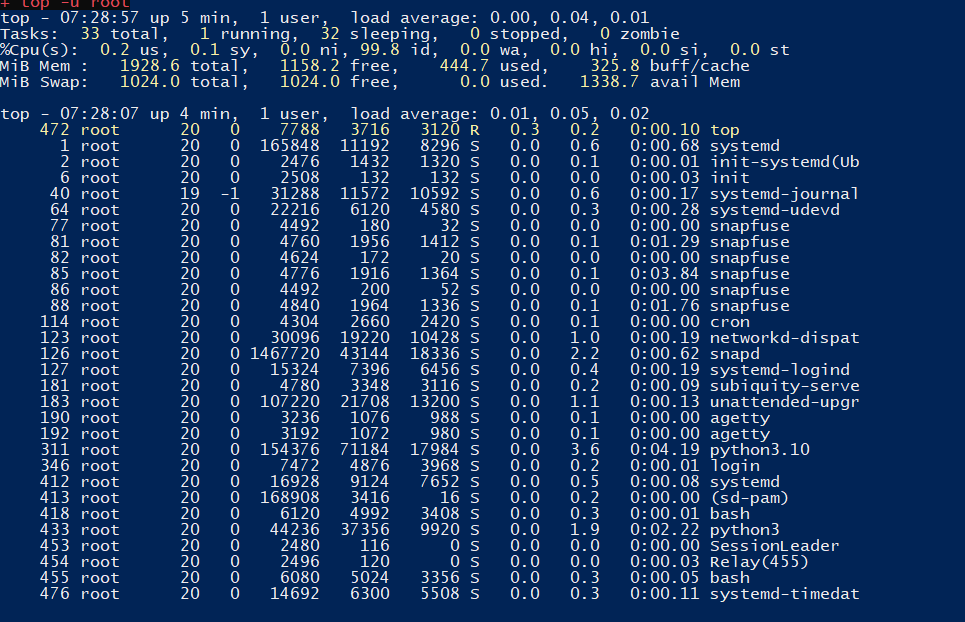 + top -u root
top - 07:28:57 up 5 min,  1 user,  load average: 0.00, 0.04, 0.01
Tasks:  33 total,   1 running,  32 sleeping,   0 stopped,   0 zombie
%Cpu(s):  0.2 us,  0.1 sy,  0.0 ni, 99.8 id,  0.0 wa,  0.0 hi,  0.0 si,  0.0 st
MiB Mem :   1928.6 total,   1158.2 free,    444.7 used,    325.8 buff/cache
MiB Swap:   1024.0 total,   1024.0 free,      0.0 used.   1338.7 avail Mem
top - 07:28:07 up 4 min,  1 user,  load average: 0.01, 0.05, 0.02
472 root      20   0    7788   3716   3120 R   0.3   0.2   0:00.10 top
1 root      20   0  165848  11192   8296 S   0.0   0.6   0:00.68 systemd
2 root      20   0    2476   1432   1320 S   0.0   0.1   0:00.01 init-systemd(Ub
6 root      20   0    2508    132    132 S   0.0   0.0   0:00.03 init
40 root      19  -1   31288  11572  10592 S   0.0   0.6   0:00.17 systemd-journal
64 root      20   0   22216   6120   4580 S   0.0   0.3   0:00.28 systemd-udevd
77 root      20   0    4492    180     32 S   0.0   0.0   0:00.00 snapfuse
81 root      20   0    4760   1956   1412 S   0.0   0.1   0:01.29 snapfuse
82 root      20   0    4624    172     20 S   0.0   0.0   0:00.00 snapfuse
85 root      20   0    4776   1916   1364 S   0.0   0.1   0:03.84 snapfuse
86 root      20   0    4492    200     52 S   0.0   0.0   0:00.00 snapfuse
88 root      20   0    4840   1964   1336 S   0.0   0.1   0:01.76 snapfuse
114 root      20   0    4304   2660   2420 S   0.0   0.1   0:00.00 cron
123 root      20   0   30096  19220  10428 S   0.0   1.0   0:00.19 networkd-dispat
126 root      20   0 1467720  43144  18336 S   0.0   2.2   0:00.62 snapd
127 root      20   0   15324   7396   6456 S   0.0   0.4   0:00.19 systemd-logind
181 root      20   0    4780   3348   3116 S   0.0   0.2   0:00.09 subiquity-serve
183 root      20   0  107220  21708  13200 S   0.0   1.1   0:00.13 unattended-upgr
190 root      20   0    3236   1076    988 S   0.0   0.1   0:00.00 agetty
192 root      20   0    3192   1072    980 S   0.0   0.1   0:00.00 agetty
311 root      20   0  154376  71184  17984 S   0.0   3.6   0:04.19 python3.10
346 root      20   0    7472   4876   3968 S   0.0   0.2   0:00.01 login
412 root      20   0   16928   9124   7652 S   0.0   0.5   0:00.08 systemd
413 root      20   0  168908   3416     16 S   0.0   0.2   0:00.00 (sd-pam)
418 root      20   0    6120   4992   3408 S   0.0   0.3   0:00.01 bash
433 root      20   0   44236  37356   9920 S   0.0   1.9   0:02.22 python3
453 root      20   0    2480    116      0 S   0.0   0.0   0:00.00 SessionLeader
454 root      20   0    2496    120      0 S   0.0   0.0   0:00.03 Relay(455)
455 root      20   0    6080   5024   3356 S   0.0   0.3   0:00.05 bash
476 root      20   0   14692   6300   5508 S   0.0   0.3   0:00.11 systemd-timedat